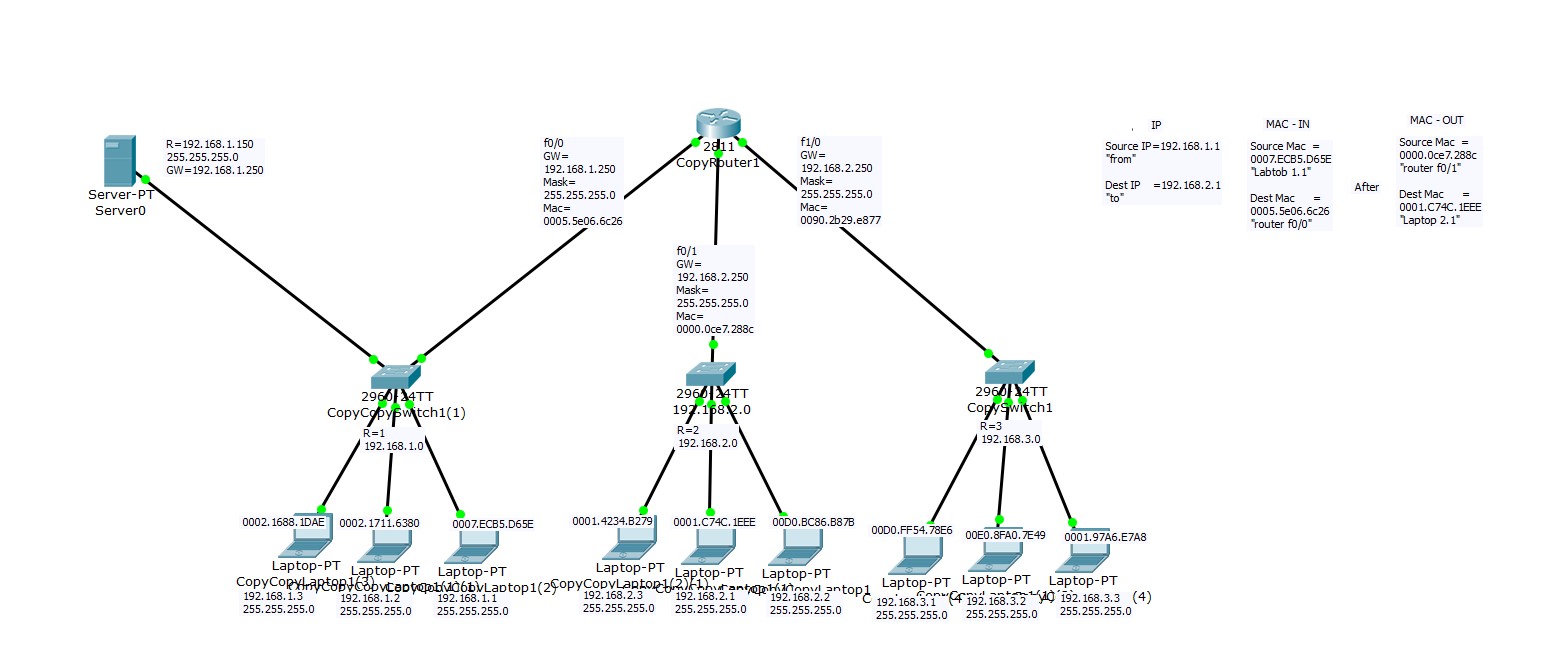 R=192.168.1.150
255.255.255.0
GW=192.168.1.250
Server-PT
Server0
f0/0
GW=
192.168.1.250
Mask=
255.255.255.0
Mac=
0005.5e06.6c26
2811
CopyRouter1
f1/0
GW=
192.168.2.250
Mask=
255.255.255.0
Mac=
0090.2b29.e877
f0/1
GW=
192.168.2.250
Mask=
255.255.255.0
Mac=
0000.0ce7.288c
IP
Source IP=192.168.1.1
"from"
Dest IP =192.168.2.1
"to"
MAC - IN
Source Mac =
0007.ECB5.D65E
"Labtob 1.1"
Dest Mac =
0005.5e06.6c26
"router f0/0"
After
MAC - OUT
Source Mac =
0000.0ce7.288c
"router f0/1"
Dest Mac =
0001.C74C.1EEE
"Laptop 2.1"
2960-24TT
CopyCopySwitch1(1)
R=1
192.168.1.0
2960-24TT
192.168.2.0
R=2
192.168.2.0
2960-24TT
CopySwitch1
R=3
192.168.3.0
0002.1688.1DAE
Laptop-PT
CopyCopyLaptop1(3)
192.168.1.3
255.255.255.0
0002.1711.6380
Laptop-PT
192.168.1.2
255.255.255.0
0007.ECB5.D65E
Laptop-PT
192.168.1.1
255.255.255.0
0001.4234.B279
Laptop-PT
CopyCopyLaptop1(2)
192.168.2.3
255.255.255.0
0001.C74C.1EEE
Laptop-PT
192.168.2.1
255.255.255.0
00D0.BC86.B87B
Laptop-PT
192.168.2.2
255.255.255.0
00D0.FF54.78E6
Laptop-PT
192.168.3.1
255.255.255.0
00E0.8FA0.7E49
Laptop-PT
192.168.3.2
255.255.255.0
0001.97A6.E7A8
Laptop-PT
(4)
192.168.3.3
255.255.255.0